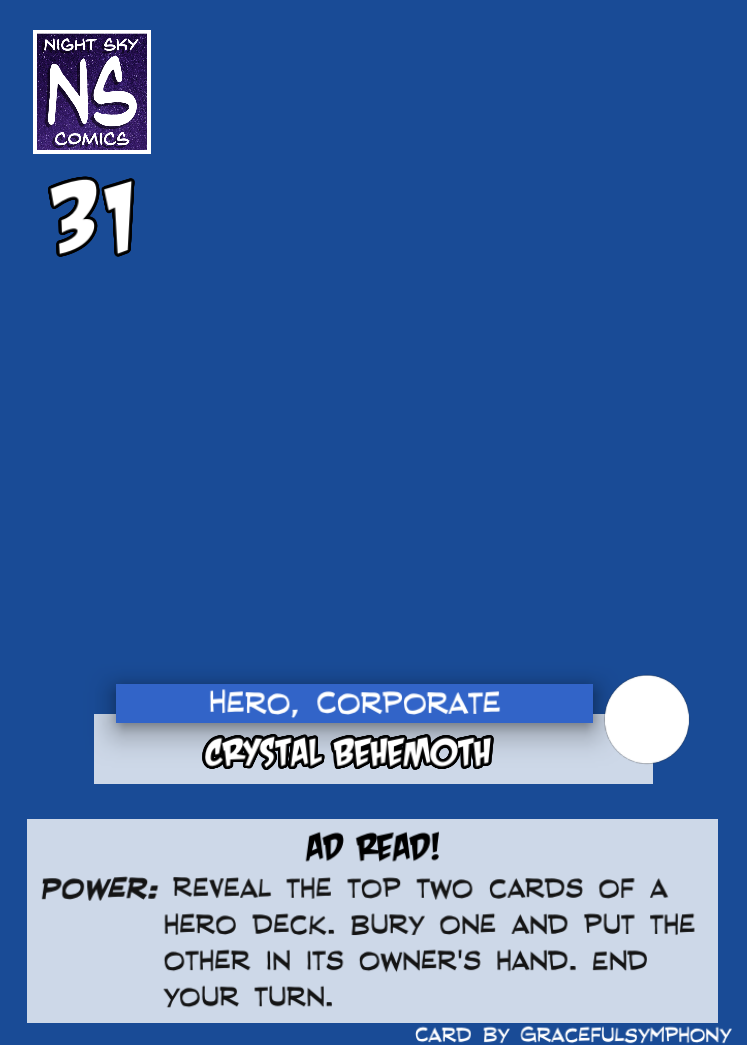 NIGHT SKY
NS
COMICS
31
HERO, CORPORATE
CRYSTAL BEHEMOTH
AD READ!
POWER: REVEAL THE TOP TWO CARDS OF A
HERO DECK. BURY ONE AND PUT THE
OTHER IN ITS OWNER'S HAND. END
YOUR TURN.
CARD BY GRACEFULSYMPHONY